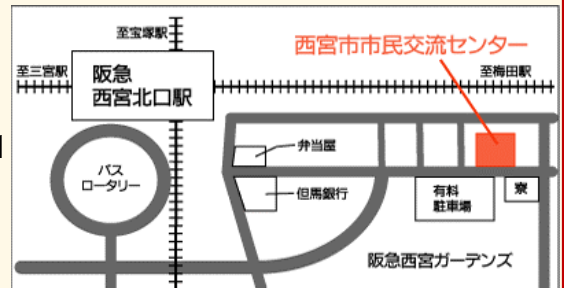 至宝塚駅
西宮市市民交流センター
至三宮駅
阪急
西宮北口駅
至梅田駅
弁当屋
バス
ロータリー
但馬銀行
有料
駐車場
寮
阪急西宮ガーデンズ